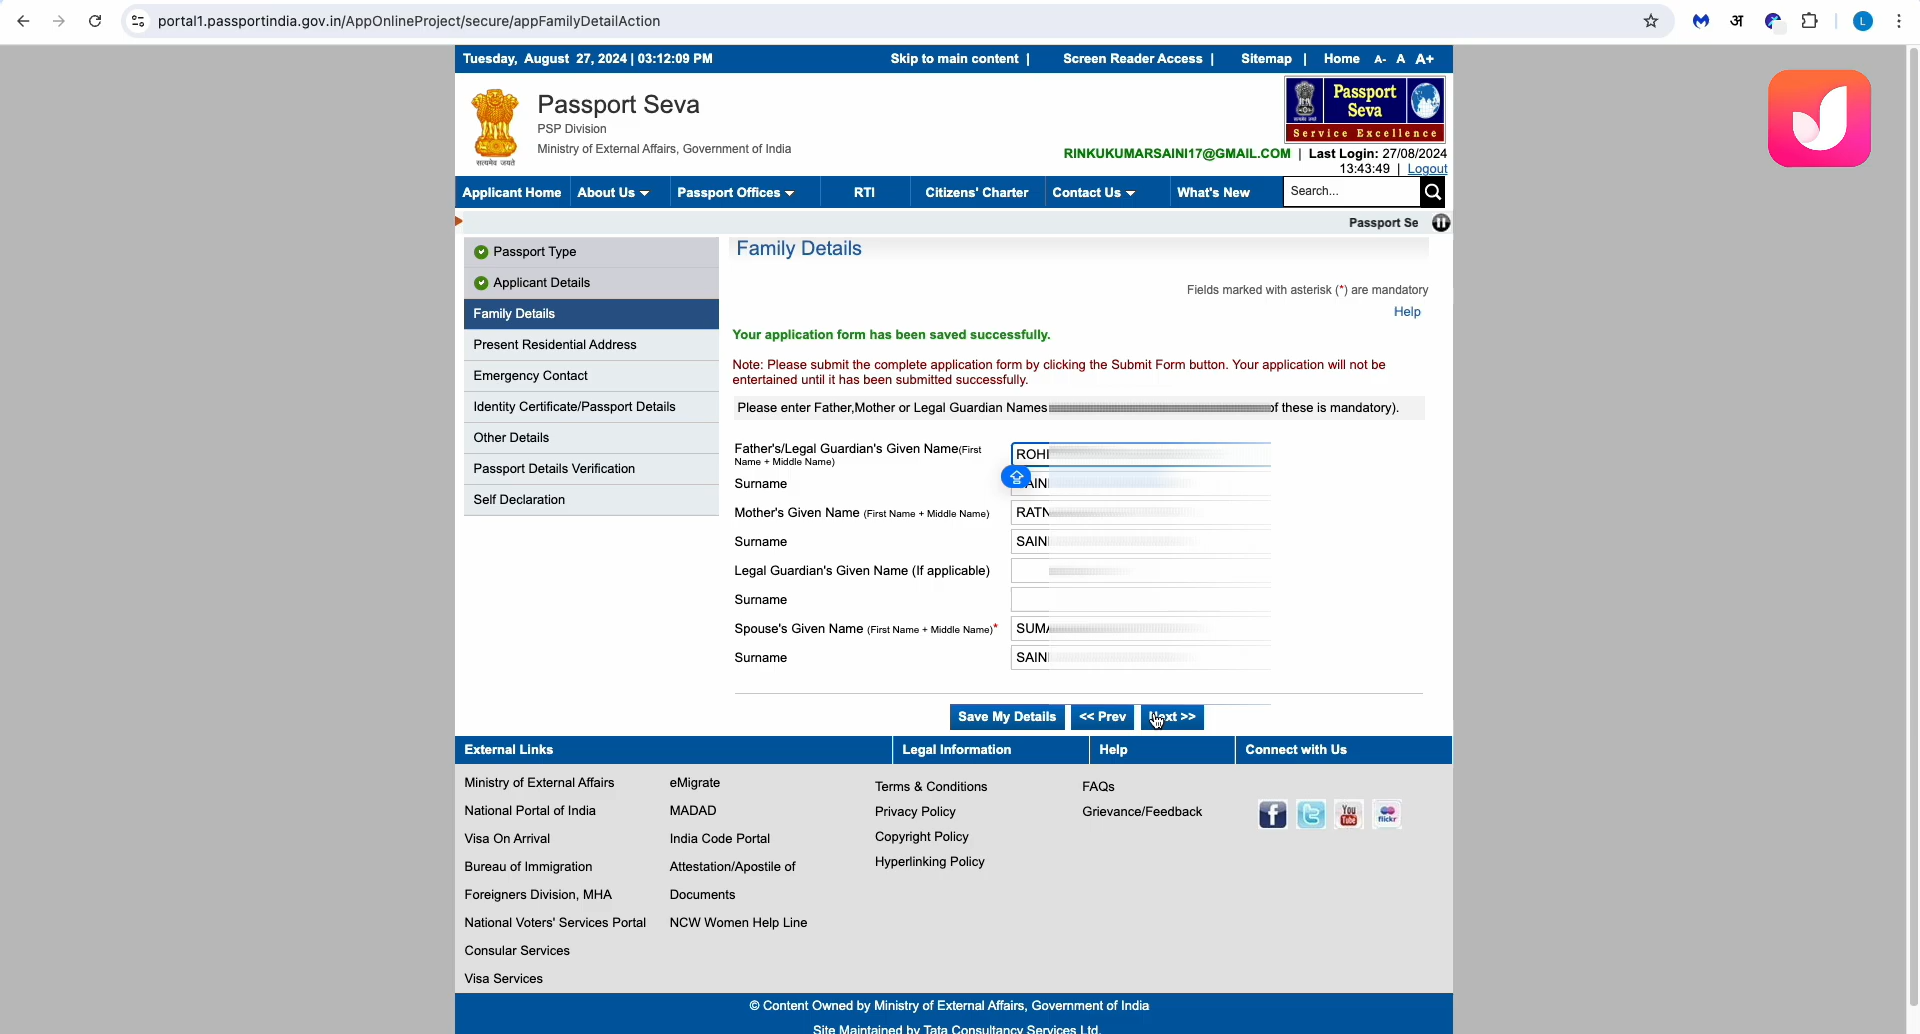 portal1.passportindia.gov.in/AppOnlineProject/secure/appFamilyDetailAction
अ
L
Tuesday, August 27, 2024 | 03:12:09 PM
Skip to main content |
Screen Reader Access |
Sitemap |
Home
A- A A+
Passport Seva
PSP Division
Ministry of External Affairs, Government of India
सत्यमेव जयते
Passport
Seva
Service Excellence
RINKUKUMARSAINI17@GMAIL.COM | Last Login: 27/08/2024
13:43:49 | Logout
Applicant Home
About Us
Passport Offices
RTI
Citizens' Charter
Contact Us
What's New
Search...
Passport Se
Passport Type
Applicant Details
Family Details
Present Residential Address
Emergency Contact
Identity Certificate/Passport Details
Other Details
Passport Details Verification
Self Declaration
Family Details
Fields marked with asterisk (*) are mandatory
Help
Your application form has been saved successfully.
Note: Please submit the complete application form by clicking the Submit Form button. Your application will not be
entertained until it has been submitted successfully.
Please enter Father,Mother or Legal Guardian Names of these is mandatory).
Father's/Legal Guardian's Given Name(First
Name + Middle Name)
ROHI
Surname
AINI
Mother's Given Name (First Name + Middle Name)
RATN
Surname
SAINI
Legal Guardian's Given Name (If applicable)
Surname
Spouse's Given Name (First Name + Middle Name)*
SUMA
Surname
SAINI
Save My Details
<< Prev
Next >>
External Links
Legal Information
Help
Connect with Us
Ministry of External Affairs
National Portal of India
Visa On Arrival
Bureau of Immigration
Foreigners Division, MHA
National Voters' Services Portal
Consular Services
Visa Services
eMigrate
MADAD
India Code Portal
Attestation/Apostile of
Documents
NCW Women Help Line
Terms & Conditions
Privacy Policy
Copyright Policy
Hyperlinking Policy
FAQs
Grievance/Feedback
You
Tube
flickr
© Content Owned by Ministry of External Affairs, Government of India
Site Maintained by Tata Consultancy Services Ltd.